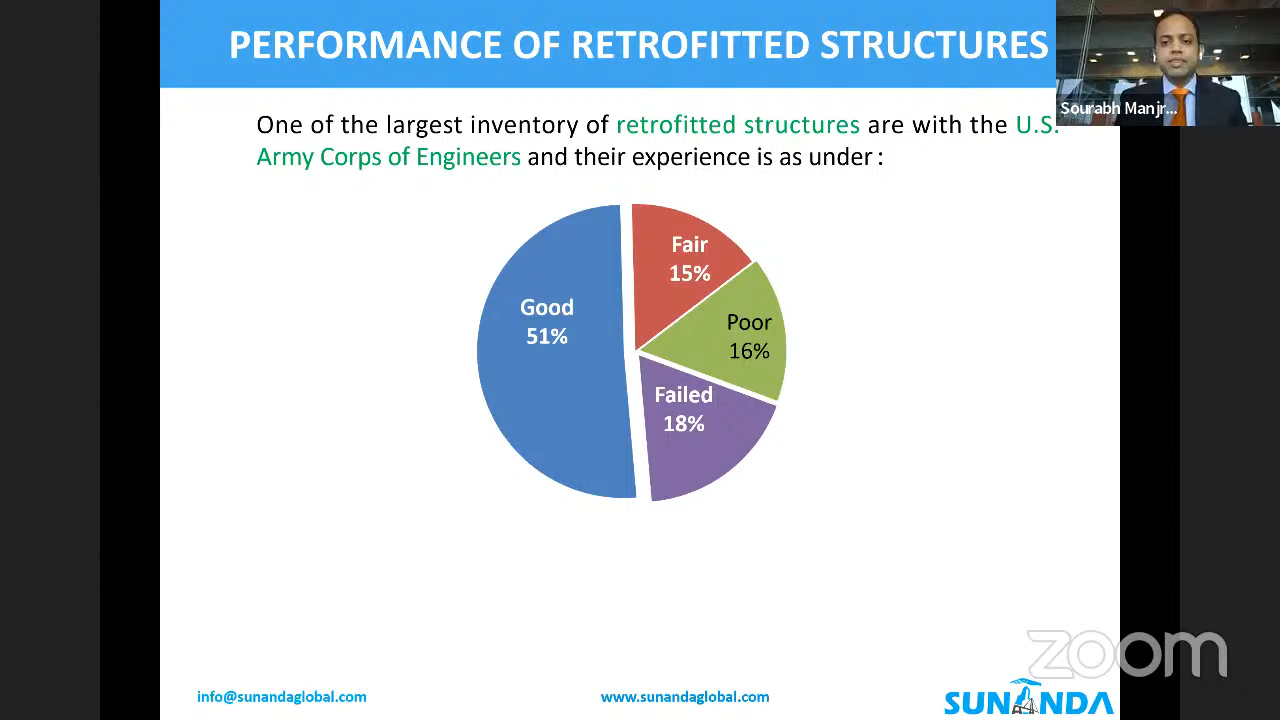 PERFORMANCE OF RETROFITTED STRUCTURES
Sourabh Manjr...
One of the largest inventory of retrofitted structures are with the U.S.
Army Corps of Engineers and their experience is as under :
Fair
15%
Good
51%
Poor
16%
Failed
18%
zoom
info@sunandaglobal.com
www.sunandaglobal.com
SUNANDA